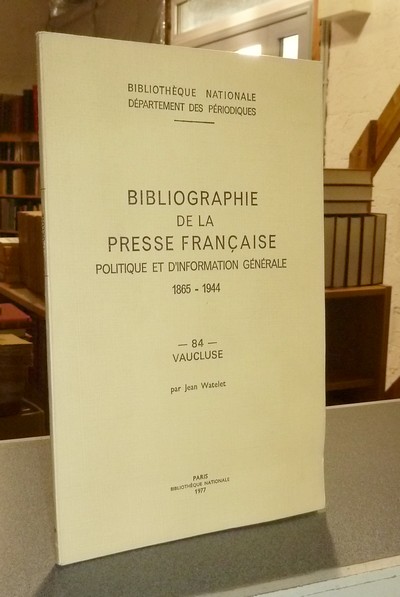 BIBLIOTHÈQUE NATIONALE
DÉPARTEMENT DES PÉRIODIQUES
BIBLIOGRAPHIE
DE LA
PRESSE FRANÇAISE
POLITIQUE ET D'INFORMATION GÉNÉRALE
1865 - 1944
— 84 —
VAUCLUSE
par Jean Watelet
PARIS
BIBLIOTHÈQUE NATIONALE
1977